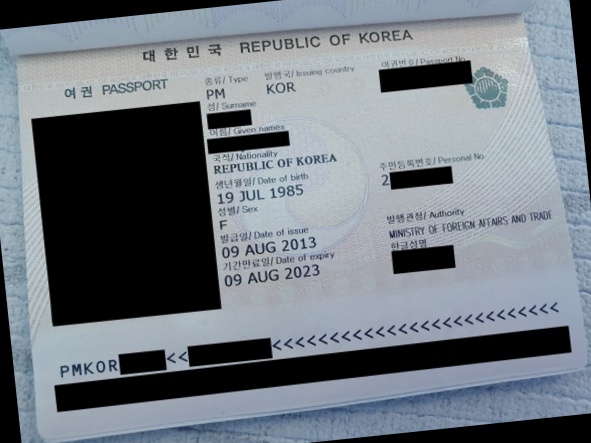 대한민국 REPUBLIC OF KOREA
여권 PASSPORT
종류/ Type 발행국/ Issuing country 여권번호/ Passport No.
PM KOR
성/ Surname
이름/ Given names
국적/ Nationality
REPUBLIC OF KOREA
생년월일/ Date of birth 주민등록번호/ Personal No.
19 JUL 1985 2
성별/ Sex
F
발급일/ Date of issue 발행관청/ Authority
09 AUG 2013 MINISTRY OF FOREIGN AFFAIRS AND TRADE
기간만료일/ Date of expiry 한글성명
09 AUG 2023
PMKOR <<  <<<<<<<<<<<<<<<<<<<<<<<<<<<<